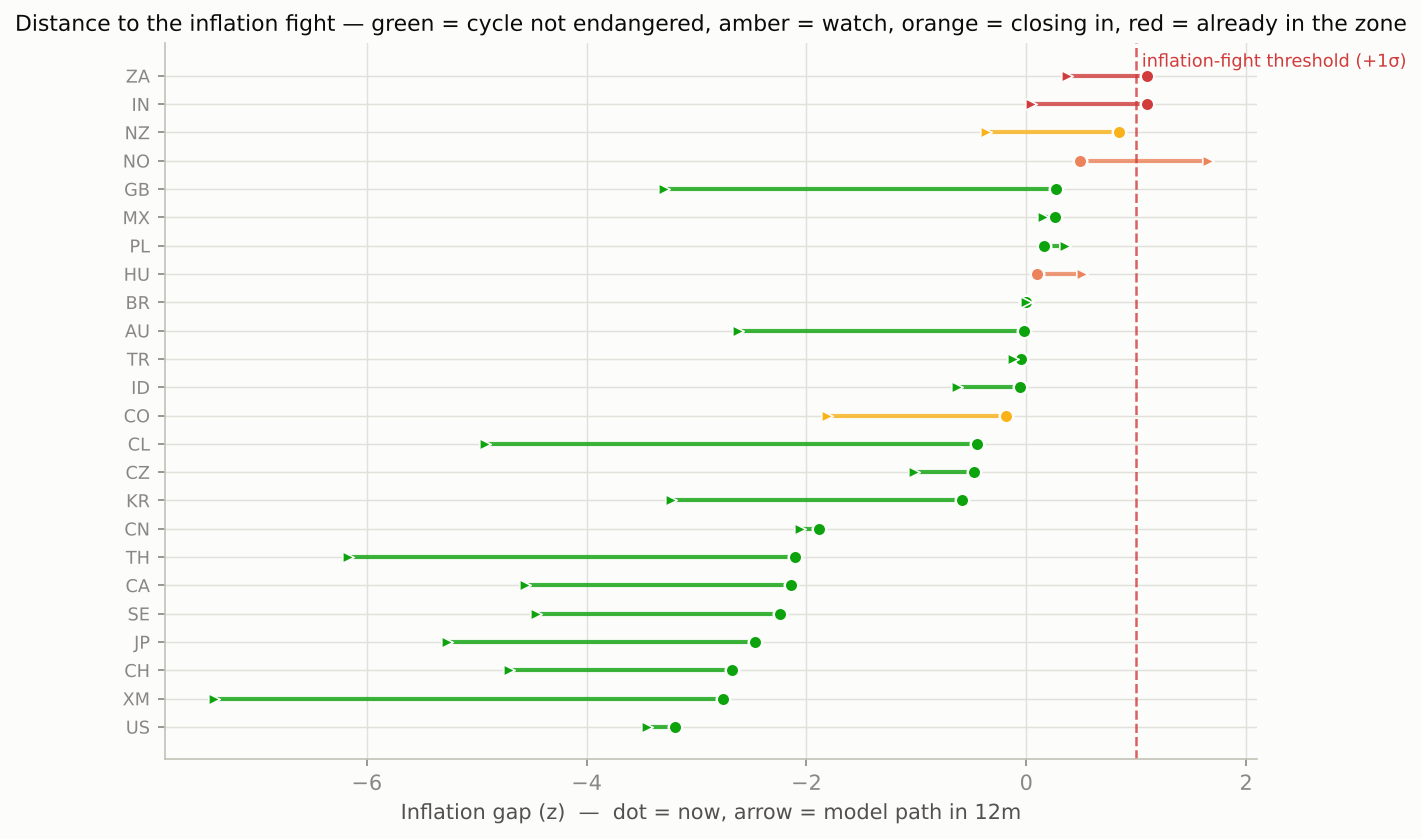 Distance to the inflation fight — green = cycle not endangered, amber = watch, orange = closing in, red = already in the zone
inflation-fight threshold (+1σ)
ZA
IN
NZ
NO
GB
MX
PL
HU
BR
AU
TR
ID
CO
CL
CZ
KR
CN
TH
CA
SE
JP
CH
XM
US
−6 −4 −2 0 2
Inflation gap (z) — dot = now, arrow = model path in 12m